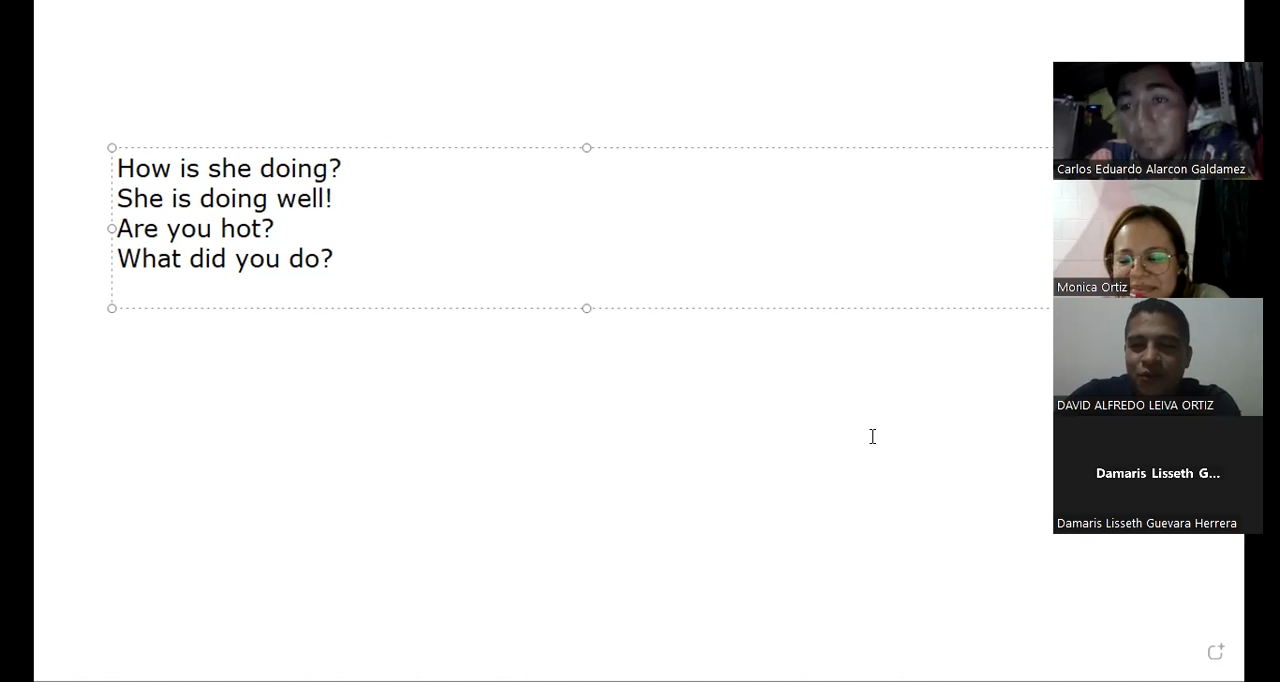 How is she doing?
She is doing well!
Are you hot?
What did you do?
Carlos Eduardo Alarcon Galdamez
Monica Ortiz
DAVID ALFREDO LEIVA ORTIZ
Damaris Lisseth G...
Damaris Lisseth Guevara Herrera